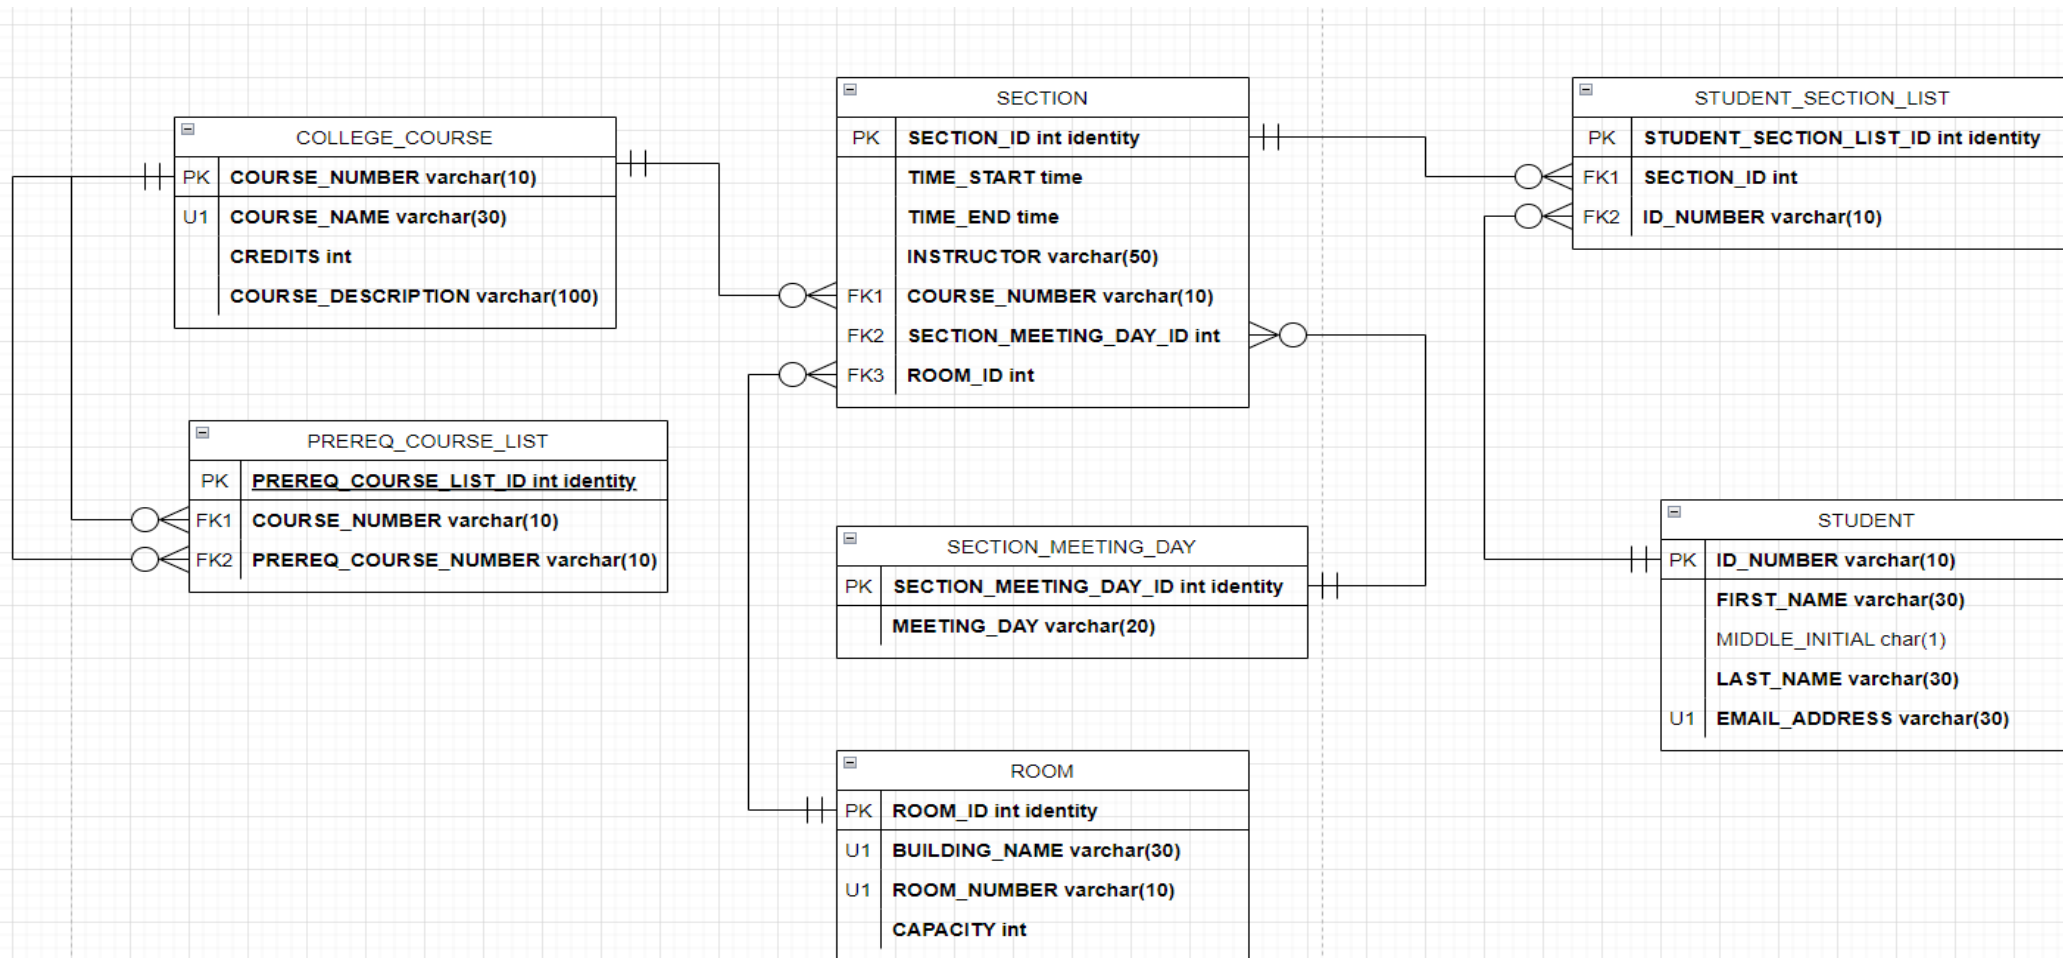 COLLEGE_COURSE
PK COURSE_NUMBER varchar(10)
U1 COURSE_NAME varchar(30)
CREDITS int
COURSE_DESCRIPTION varchar(100)
PREREQ_COURSE_LIST
PK PREREQ_COURSE_LIST_ID int identity
FK1 COURSE_NUMBER varchar(10)
FK2 PREREQ_COURSE_NUMBER varchar(10)
SECTION
PK SECTION_ID int identity
TIME_START time
TIME_END time
INSTRUCTOR varchar(50)
FK1 COURSE_NUMBER varchar(10)
FK2 SECTION_MEETING_DAY_ID int
FK3 ROOM_ID int
SECTION_MEETING_DAY
PK SECTION_MEETING_DAY_ID int identity
MEETING_DAY varchar(20)
ROOM
PK ROOM_ID int identity
U1 BUILDING_NAME varchar(30)
U1 ROOM_NUMBER varchar(10)
CAPACITY int
STUDENT_SECTION_LIST
PK STUDENT_SECTION_LIST_ID int identity
FK1 SECTION_ID int
FK2 ID_NUMBER varchar(10)
STUDENT
PK ID_NUMBER varchar(10)
FIRST_NAME varchar(30)
MIDDLE_INITIAL char(1)
LAST_NAME varchar(30)
U1 EMAIL_ADDRESS varchar(30)